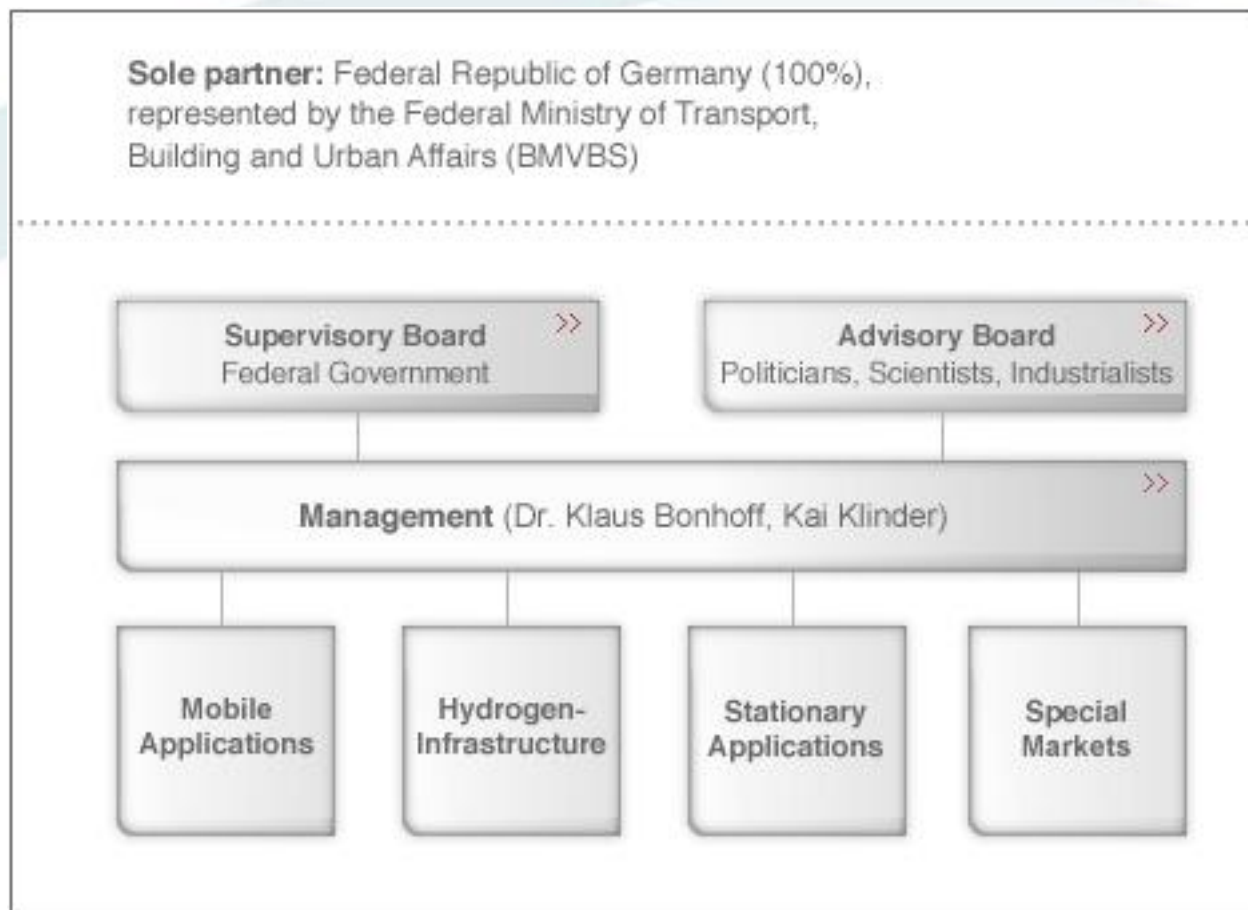 Sole partner: Federal Republic of Germany (100%),
represented by the Federal Ministry of Transport,
Building and Urban Affairs (BMVBS)
Supervisory Board
Federal Government
Advisory Board
Politicians, Scientists, Industrialists
Management (Dr. Klaus Bonhoff, Kai Klinder)
Mobile
Applications
Hydrogen-
Infrastructure
Stationary
Applications
Special
Markets